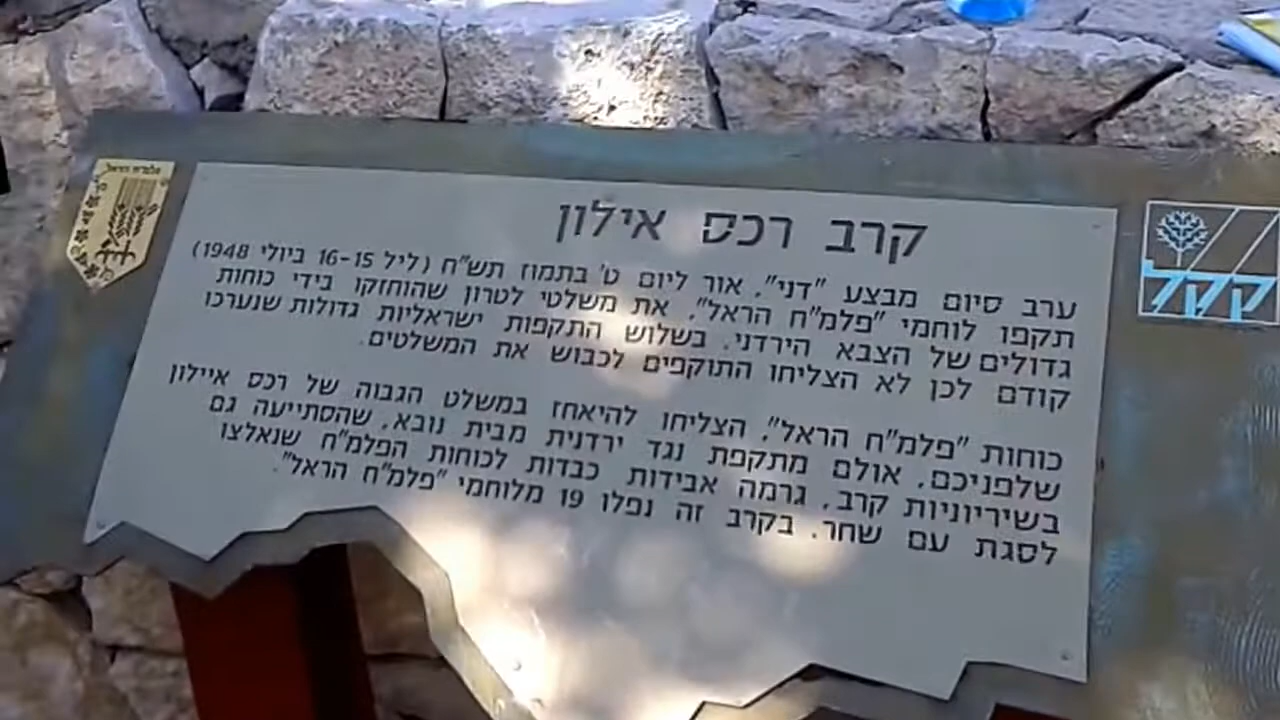 קרב רכס אילון
ערב סיום מבצע "דני", אור ליום ט' בתמוז תש"ח (ליל 16-15 ביולי 1948)
תקפו לוחמי "פלמ"ח הראל", את משלטי לטרון שהוחזקו בידי כוחות
גדולים של הצבא הירדני. בשלוש התקפות ישראליות גדולות שנערכו
קודם לכן לא הצליחו התוקפים לכבוש את המשלטים.
כוחות "פלמ"ח הראל", הצליחו להיאחז במשלט הגבוה של רכס איילון
שלפניכם, אולם מתקפת נגד ירדנית מבית נובא, שהסתייעה גם
בשיריוניות קרב, גרמה אבידות כבדות לכוחות הפלמ"ח שנאלצו
לסגת עם שחר. בקרב זה נפלו 19 מלוחמי "פלמ"ח הראל".
קקל
פלמ"ח הראל